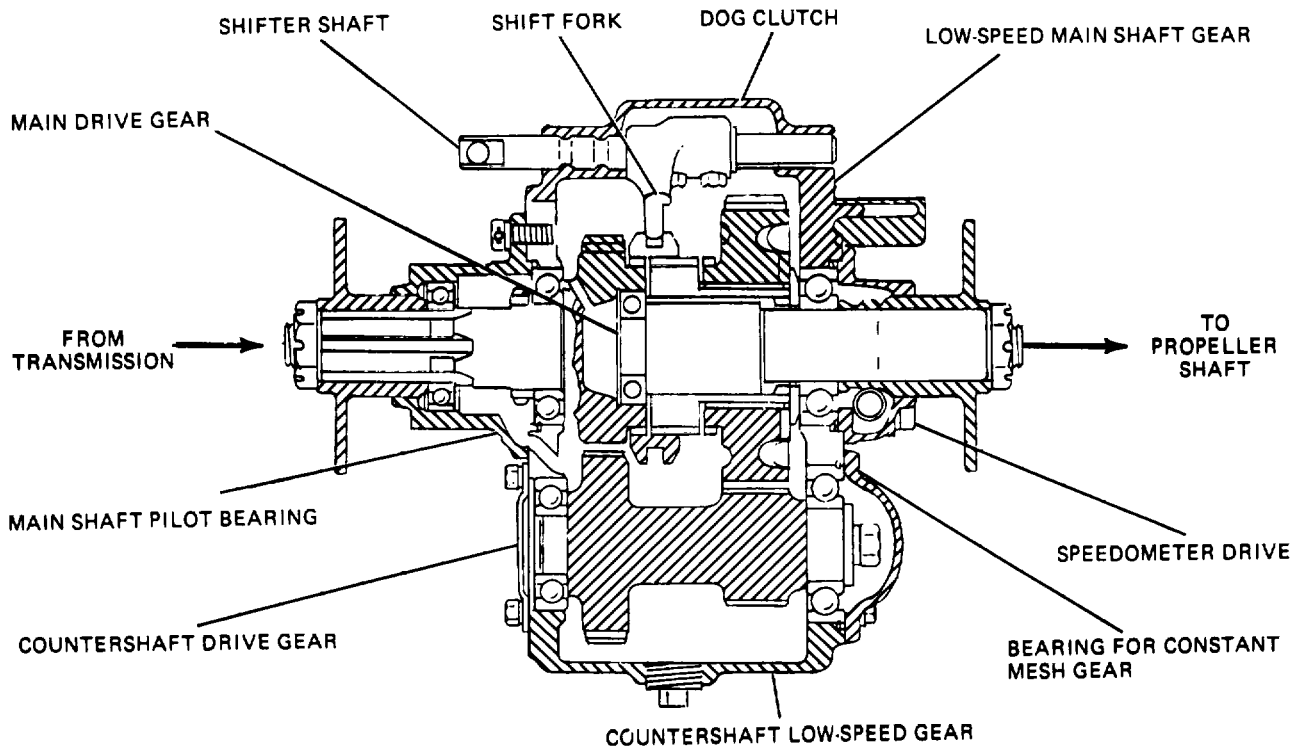 SHIFTER SHAFT
SHIFT FORK
DOG CLUTCH
LOW-SPEED MAIN SHAFT GEAR
MAIN DRIVE GEAR
FROM
TRANSMISSION
TO
PROPELLER
SHAFT
MAIN SHAFT PILOT BEARING
SPEEDOMETER DRIVE
COUNTERSHAFT DRIVE GEAR
BEARING FOR CONSTANT
MESH GEAR
COUNTERSHAFT LOW-SPEED GEAR